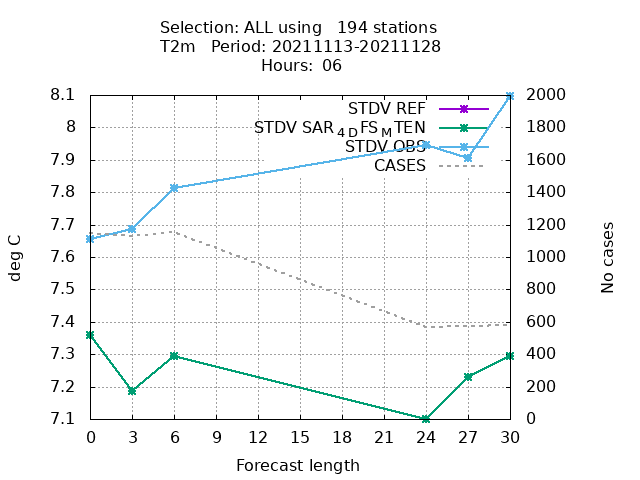 Selection: ALL using   194 stations
T2m   Period: 20211113-20211128
Hours: 06
8.1
8
7.9
7.8
7.7
7.6
7.5
7.4
7.3
7.2
7.1
deg C
STDV REF
STDV SAR4DFSMTEN
STDV OBS
CASES
2000
1800
1600
1400
1200
1000
800
600
400
200
0
No cases
0 3 6 9 12 15 18 21 24 27 30
Forecast length